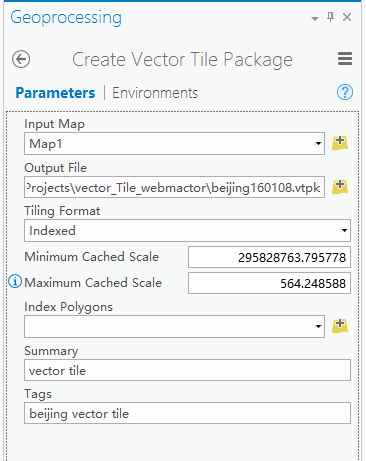 Geoprocessing
Create Vector Tile Package
Parameters | Environments
Input Map
Map1
Output File
Projects\vector_Tile_webmactor\beijing160108.vtpk
Tiling Format
Indexed
Minimum Cached Scale 295828763.795778
Maximum Cached Scale 564.248588
Index Polygons
Summary
vector tile
Tags
beijing vector tile